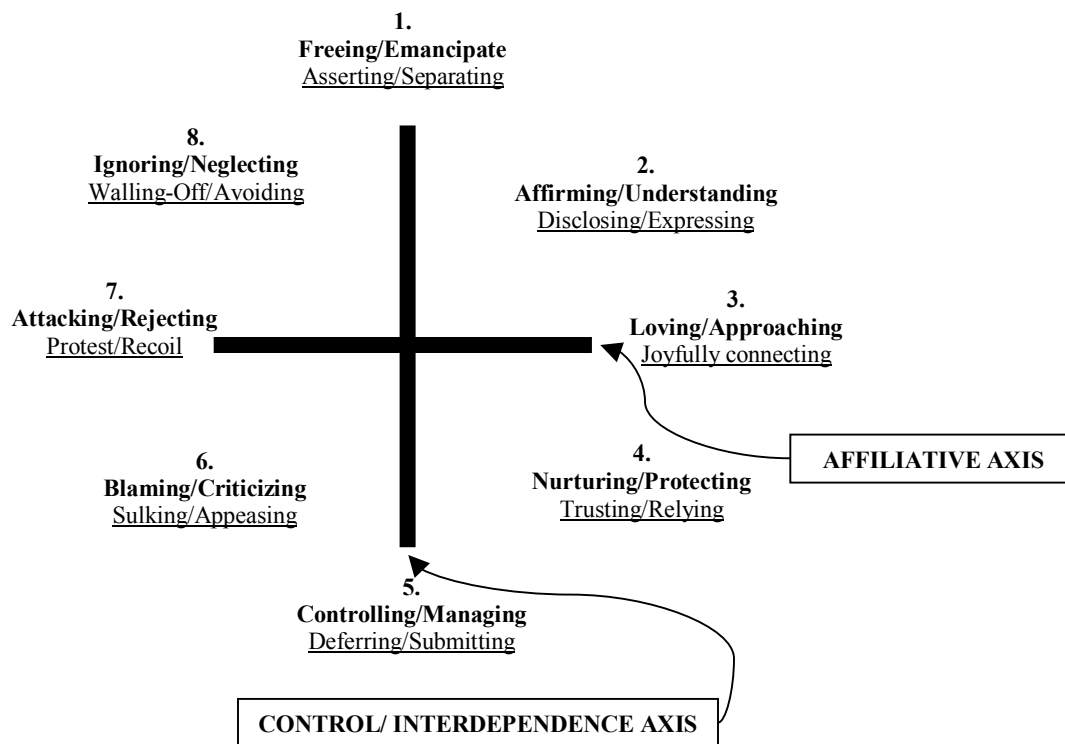 1.
Freeing/Emancipate
Asserting/Separating
8.
Ignoring/Neglecting
Walling-Off/Avoiding
2.
Affirming/Understanding
Disclosing/Expressing
7.
Attacking/Rejecting
Protest/Recoil
3.
Loving/Approaching
Joyfully connecting
6.
Blaming/Criticizing
Sulking/Appeasing
4.
Nurturing/Protecting
Trusting/Relying
AFFILIATIVE AXIS
5.
Controlling/Managing
Deferring/Submitting
CONTROL/ INTERDEPENDENCE AXIS